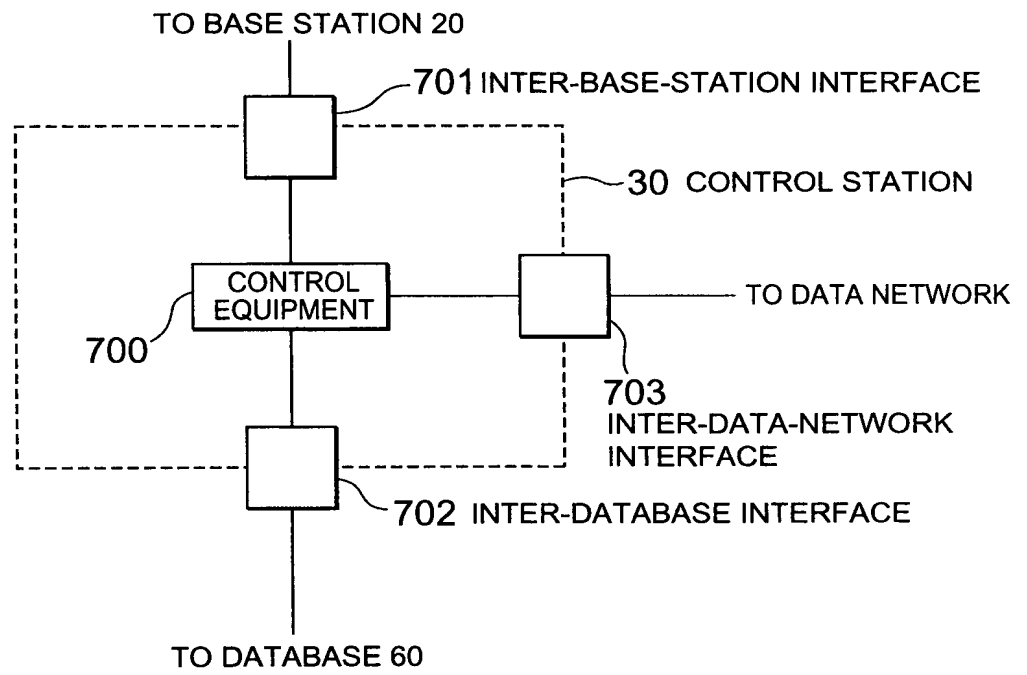 TO BASE STATION 20
701 INTER-BASE-STATION INTERFACE
30 CONTROL STATION
CONTROL
EQUIPMENT
TO DATA NETWORK
700
703
INTER-DATA-NETWORK
INTERFACE
702 INTER-DATABASE INTERFACE
TO DATABASE 60